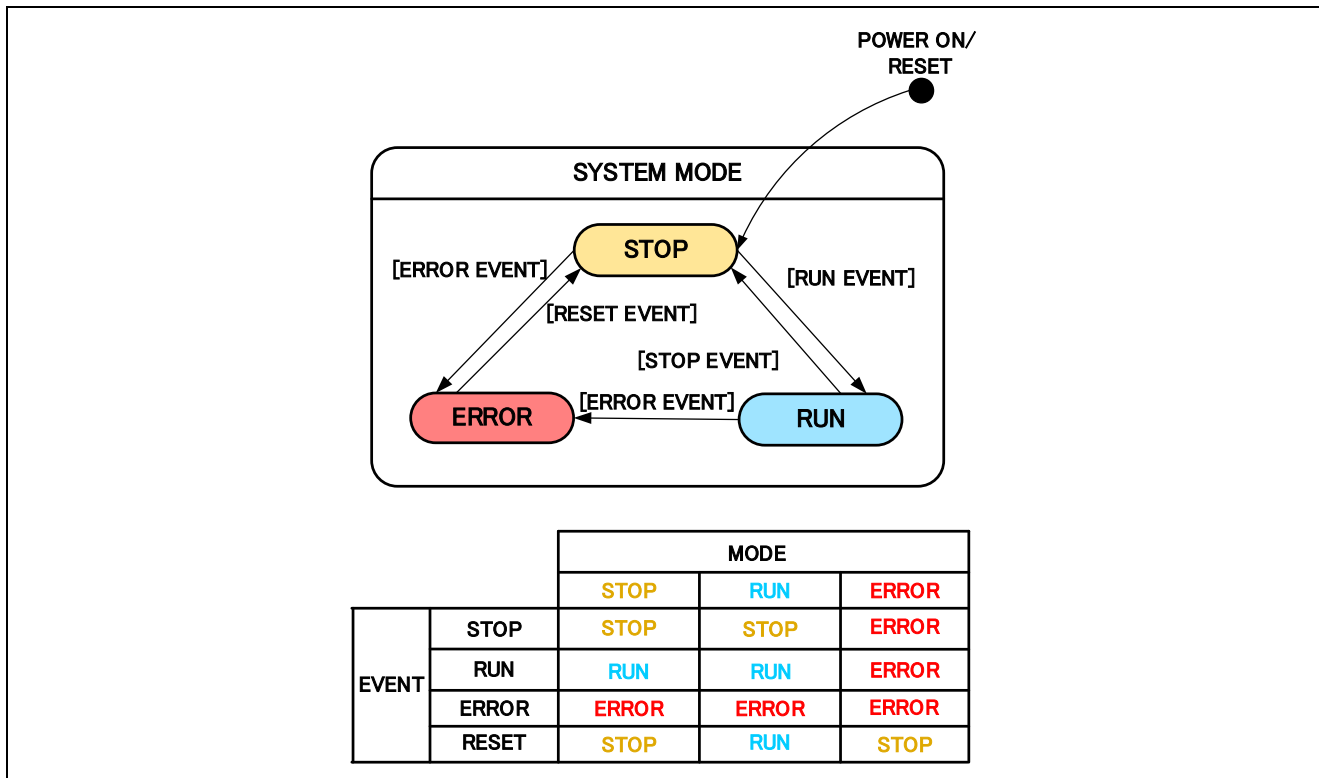 POWER ON/
RESET
SYSTEM MODE
STOP
[ERROR EVENT]
[RUN EVENT]
[RESET EVENT]
[STOP EVENT]
[ERROR EVENT]
ERROR
RUN
MODE
STOP RUN ERROR
EVENT
STOP STOP STOP ERROR
RUN RUN RUN ERROR
ERROR ERROR ERROR ERROR
RESET STOP RUN STOP